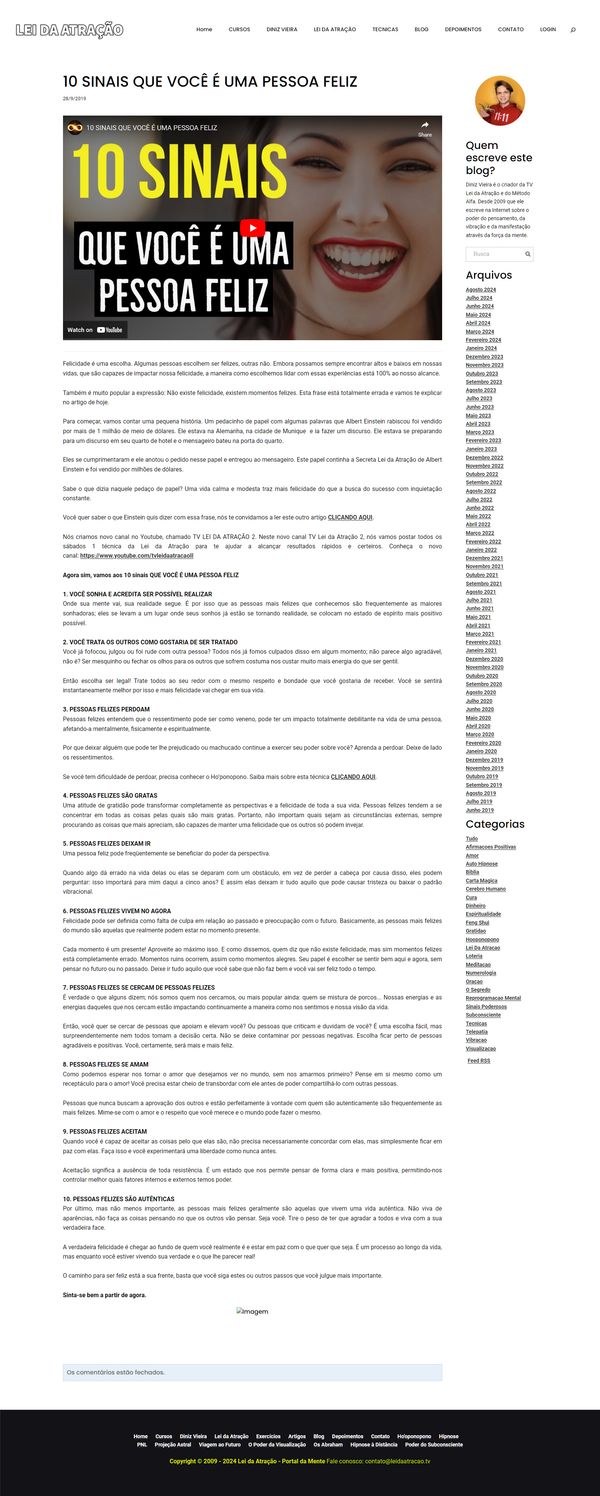 LEI DA ATRAÇÃO
Home CURSOS DINIZ VIEIRA LEI DA ATRAÇÃO TECNICAS BLOG DEPOIMENTOS CONTATO LOGIN
10 SINAIS QUE VOCÊ É UMA PESSOA FELIZ
28/9/2019
10 SINAIS QUE VOCÊ É UMA PESSOA FELIZ
Share
10 SINAIS
QUE VOCÊ É UMA
PESSOA FELIZ
Watch on YouTube
Felicidade é uma escolha. Algumas pessoas escolhem ser felizes, outras não. Embora possamos sempre encontrar altos e baixos em nossas
vidas, que são capazes de impactar nossa felicidade, a maneira como escolhemos lidar com essas experiências está 100% ao nosso alcance.
Também é muito popular a expressão: Não existe felicidade, existem momentos felizes. Esta frase está totalmente errada e vamos te explicar
no artigo de hoje.
Para começar, vamos contar uma pequena história. Um pedacinho de papel com algumas palavras que Albert Einstein rabiscou foi vendido
por mais de 1 milhão de meio de dólares. Ele estava na Alemanha, na cidade de Munique e ia fazer um discurso. Ele estava se preparando
para um discurso em seu quarto de hotel e o mensageiro bateu na porta do quarto.
Eles se cumprimentaram e ele anotou o pedido nesse papel e entregou ao mensageiro. Este papel continha a Secreta Lei da Atração de Albert
Einstein e foi vendido por milhões de dólares.
Sabe o que dizia naquele pedaço de papel? Uma vida calma e modesta traz mais felicidade do que a busca do sucesso com inquietação
constante.
Você quer saber o que Einstein quis dizer com essa frase, nós te convidamos a ler este outro artigo CLICANDO AQUI.
Nós criamos novo canal no Youtube, chamado TV LEI DA ATRAÇÃO 2. Neste novo canal TV Lei da Atração 2, nós vamos postar todos os
sábados 1 técnica da Lei da Atração para te ajudar a alcançar resultados rápidos e certeiros. Conheça o novo
canal: https://www.youtube.com/tvleidaatracaoII
Agora sim, vamos aos 10 sinais QUE VOCÊ É UMA PESSOA FELIZ
1. VOCÊ SONHA E ACREDITA SER POSSÍVEL REALIZAR
Onde sua mente vai, sua realidade segue. É por isso que as pessoas mais felizes que conhecemos são frequentemente as maiores
sonhadoras; eles se levam a um lugar onde seus sonhos já estão se tornando realidade, se colocam no estado de espírito mais positivo
possível.
2. VOCÊ TRATA OS OUTROS COMO GOSTARIA DE SER TRATADO
Você já fofocou, julgou ou foi rude com outra pessoa? Todos nós já fomos culpados disso em algum momento; não parece algo agradável,
não é? Ser mesquinho ou fechar os olhos para os outros que sofrem costuma nos custar muito mais energia do que ser gentil.
Então escolha ser legal! Trate todos ao seu redor com o mesmo respeito e bondade que você gostaria de receber. Você se sentirá
instantaneamente melhor por isso e mais felicidade vai chegar em sua vida.
3. PESSOAS FELIZES PERDOAM
Pessoas felizes entendem que o ressentimento pode ser como veneno, pode ter um impacto totalmente debilitante na vida de uma pessoa,
afetando-a mentalmente, fisicamente e espiritualmente.
Por que deixar alguém que pode ter lhe prejudicado ou machucado continue a exercer seu poder sobre você? Aprenda a perdoar. Deixe de lado
os ressentimentos.
Se você tem dificuldade de perdoar, precisa conhecer o Ho'ponopono. Saiba mais sobre esta técnica CLICANDO AQUI.
4. PESSOAS FELIZES SÃO GRATAS
Uma atitude de gratidão pode transformar completamente as perspectivas e a felicidade de toda a sua vida. Pessoas felizes tendem a se
concentrar em todas as coisas pelas quais são mais gratas. Portanto, não importam quais sejam as circunstâncias externas, sempre
procurando as coisas que mais apreciam, são capazes de manter uma felicidade que os outros só podem invejar.
5. PESSOAS FELIZES DEIXAM IR
Uma pessoa feliz pode freqüentemente se beneficiar do poder da perspectiva.
Quando algo dá errado na vida delas ou elas se deparam com um obstáculo, em vez de perder a cabeça por causa disso, eles podem
perguntar: isso importará para mim daqui a cinco anos? E assim elas deixam ir tudo aquilo que pode causar tristeza ou baixar o padrão
vibracional.
6. PESSOAS FELIZES VIVEM NO AGORA
Felicidade pode ser definida como falta de culpa em relação ao passado e preocupação com o futuro. Basicamente, as pessoas mais felizes
do mundo são aquelas que realmente podem estar no momento presente.
Cada momento é um presente! Aproveite ao máximo isso. E como dissemos, quem diz que não existe felicidade, mas sim momentos felizes
está completamente errado. Momentos ruins ocorrem, assim como momentos alegres. Seu papel é escolher se sentir bem aqui e agora, sem
pensar no futuro ou no passado. Deixe ir tudo aquilo que você sabe que não faz bem e você vai ser feliz todo o tempo.
7. PESSOAS FELIZES SE CERCAM DE PESSOAS FELIZES
É verdade o que alguns dizem; nós somos quem nos cercamos, ou mais popular ainda: quem se mistura de porcos... Nossas energias e as
energias daqueles que nos cercam estão impactando continuamente a maneira como nos sentimos e nossa visão da vida.
Então, você quer se cercar de pessoas que apoiam e elevam você? Ou pessoas que criticam e duvidam de você? É uma escolha fácil, mas
surpreendentemente nem todos tomam a decisão certa. Não se deixe contaminar por pessoas negativas. Escolha ficar perto de pessoas
agradáveis e positivas. Você, certamente, será mais e mais feliz.
8. PESSOAS FELIZES SE AMAM
Como podemos esperar nos tornar o amor que desejamos ver no mundo, sem nos amarmos primeiro? Pense em si mesmo como um
receptáculo para o amor! Você precisa estar cheio de transbordar com ele antes de poder compartilhá-lo com outras pessoas.
Pessoas que nunca buscam a aprovação dos outros e estão perfeitamente à vontade com quem são autenticamente são frequentemente as
mais felizes. Mime-se com o amor e o respeito que você merece e o mundo pode fazer o mesmo.
9. PESSOAS FELIZES ACEITAM
Quando você é capaz de aceitar as coisas pelo que elas são, não precisa necessariamente concordar com elas, mas simplesmente ficar em
paz com elas. Faça isso e você experimentará uma liberdade como nunca antes.
Aceitação significa a ausência de toda resistência. É um estado que nos permite pensar de forma clara e mais positiva, permitindo-nos
controlar melhor quais fatores internos e externos temos poder.
10. PESSOAS FELIZES SÃO AUTÊNTICAS
Por último, mas não menos importante, as pessoas mais felizes geralmente são aquelas que vivem uma vida autêntica. Não viva de
aparências, não faça as coisas pensando no que os outros vão pensar. Seja você. Tire o peso de ter que agradar a todos e viva com a sua
verdadeira face.
A verdadeira felicidade é chegar ao fundo de quem você realmente é e estar em paz com o que quer que seja. É um processo ao longo da vida,
mas enquanto você estiver vivendo sua verdade e o que lhe parecer real!
O caminho para ser feliz está a sua frente, basta que você siga estes ou outros passos que você julgue mais importante.
Sinta-se bem a partir de agora.
Imagem
Os comentários estão fechados.
11:11
Quem
escreve este
blog?
Diniz Vieira é o criador da TV
Lei da Atração e do Método
Alfa. Desde 2009 que ele
escreve na Internet sobre o
poder do pensamento, da
vibração e da manifestação
através da força da mente.
Busca
Arquivos
Agosto 2024
Julho 2024
Junho 2024
Maio 2024
Abril 2024
Março 2024
Fevereiro 2024
Janeiro 2024
Dezembro 2023
Novembro 2023
Outubro 2023
Setembro 2023
Agosto 2023
Julho 2023
Junho 2023
Maio 2023
Abril 2023
Março 2023
Fevereiro 2023
Janeiro 2023
Dezembro 2022
Novembro 2022
Outubro 2022
Setembro 2022
Agosto 2022
Julho 2022
Junho 2022
Maio 2022
Abril 2022
Março 2022
Fevereiro 2022
Janeiro 2022
Dezembro 2021
Novembro 2021
Outubro 2021
Setembro 2021
Agosto 2021
Julho 2021
Junho 2021
Maio 2021
Abril 2021
Março 2021
Fevereiro 2021
Janeiro 2021
Dezembro 2020
Novembro 2020
Outubro 2020
Setembro 2020
Agosto 2020
Julho 2020
Junho 2020
Maio 2020
Abril 2020
Março 2020
Fevereiro 2020
Janeiro 2020
Dezembro 2019
Novembro 2019
Outubro 2019
Setembro 2019
Agosto 2019
Julho 2019
Junho 2019
Categorias
Tudo
Afirmacoes Positivas
Amor
Auto Hipnose
Bíblia
Carta Magica
Cerebro Humano
Cura
Dinheiro
Espiritualidade
Feng Shui
Gratidao
Hooponopono
Lei Da Atracao
Loteria
Meditacao
Numerologia
Oraçao
O Segredo
Reprogramacao Mental
Sinais Poderosos
Subconsciente
Tecnicas
Telepatia
Vibracao
Visualizacao
Feed RSS
Home Cursos Diniz Vieira Lei da Atração Exercícios Artigos Blog Depoimentos Contato Ho'oponopono Hipnose
PNL Projeção Astral Viagem ao Futuro O Poder da Visualização Os Abraham Hipnose à Distância Poder do Subconsciente
Copyright © 2009 - 2024 Lei da Atração - Portal da Mente Fale conosco: contato@leidaatracao.tv